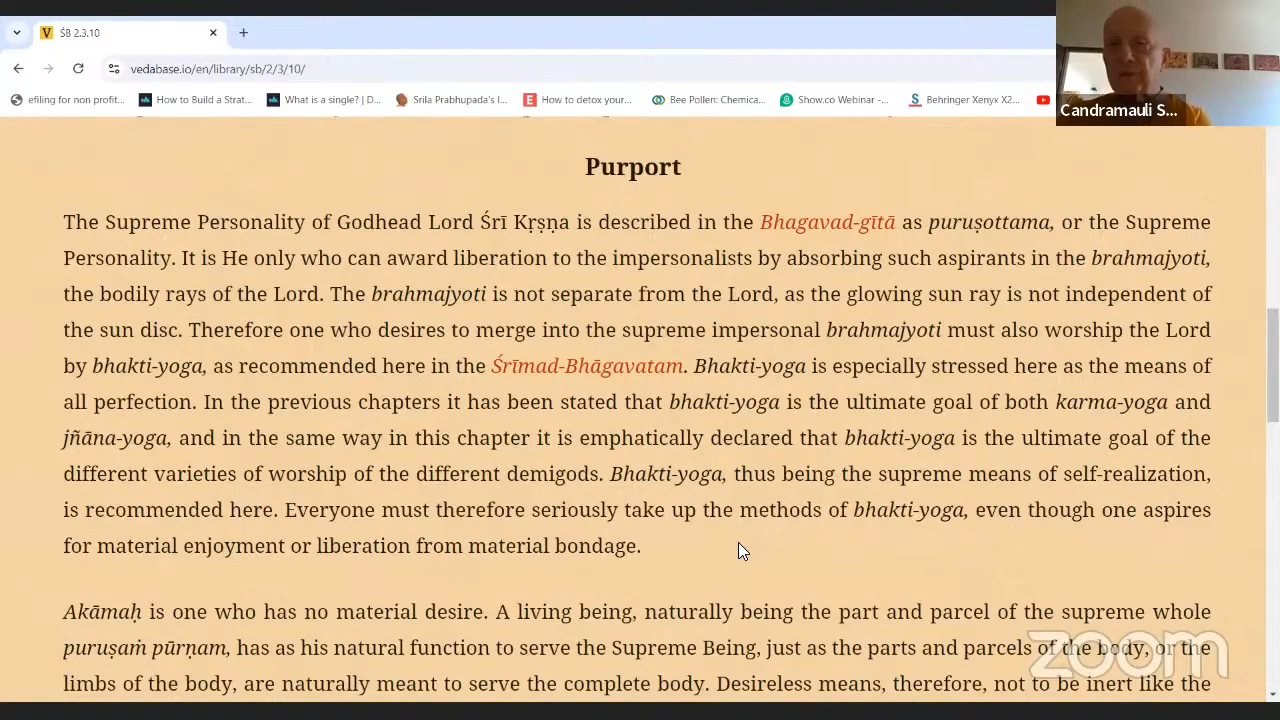 V ŚB 2.3.10
vedabase.io/en/library/sb/2/3/10/
efiling for non profit... How to Build a Strat... What is a single? | D... Srila Prabhupada's l... How to detox your... Bee Pollen: Chemica... Show.co Webinar -... Behringer Xenyx X2...
Candramauli S...
Purport
The Supreme Personality of Godhead Lord Śrī Kṛṣṇa is described in the Bhagavad-gītā as puruṣottama, or the Supreme
Personality. It is He only who can award liberation to the impersonalists by absorbing such aspirants in the brahmajyoti,
the bodily rays of the Lord. The brahmajyoti is not separate from the Lord, as the glowing sun ray is not independent of
the sun disc. Therefore one who desires to merge into the supreme impersonal brahmajyoti must also worship the Lord
by bhakti-yoga, as recommended here in the Śrīmad-Bhāgavatam. Bhakti-yoga is especially stressed here as the means of
all perfection. In the previous chapters it has been stated that bhakti-yoga is the ultimate goal of both karma-yoga and
jñāna-yoga, and in the same way in this chapter it is emphatically declared that bhakti-yoga is the ultimate goal of the
different varieties of worship of the different demigods. Bhakti-yoga, thus being the supreme means of self-realization,
is recommended here. Everyone must therefore seriously take up the methods of bhakti-yoga, even though one aspires
for material enjoyment or liberation from material bondage.
Akāmaḥ is one who has no material desire. A living being, naturally being the part and parcel of the supreme whole
puruṣaṁ pūrṇam, has as his natural function to serve the Supreme Being, just as the parts and parcels of the body, or the
limbs of the body, are naturally meant to serve the complete body. Desireless means, therefore, not to be inert like the
zoom